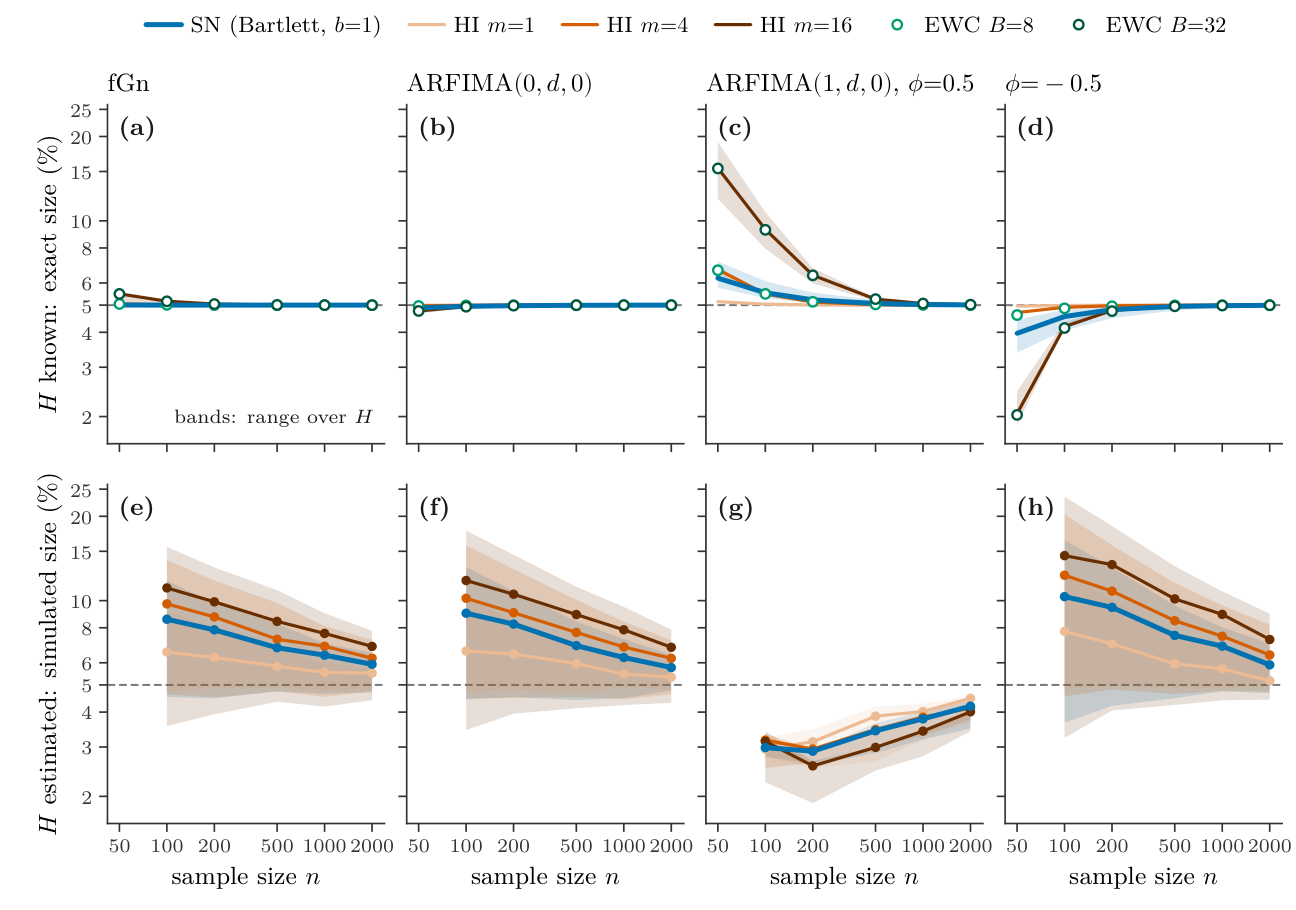 SN (Bartlett, b=1) HI m=1 HI m=4 HI m=16 EWC B=8 EWC B=32
fGn ARFIMA(0, d, 0) ARFIMA(1, d, 0), ϕ=0.5 ϕ=−0.5
H known: exact size (%)
25
20
15
10
8
6
5
4
3
2
(a) (b) (c) (d)
bands: range over H
H estimated: simulated size (%)
25
20
15
10
8
6
5
4
3
2
(e) (f) (g) (h)
50 100 200 500 1000 2000 50 100 200 500 1000 2000 50 100 200 500 1000 2000 50 100 200 500 1000 2000
sample size n sample size n sample size n sample size n